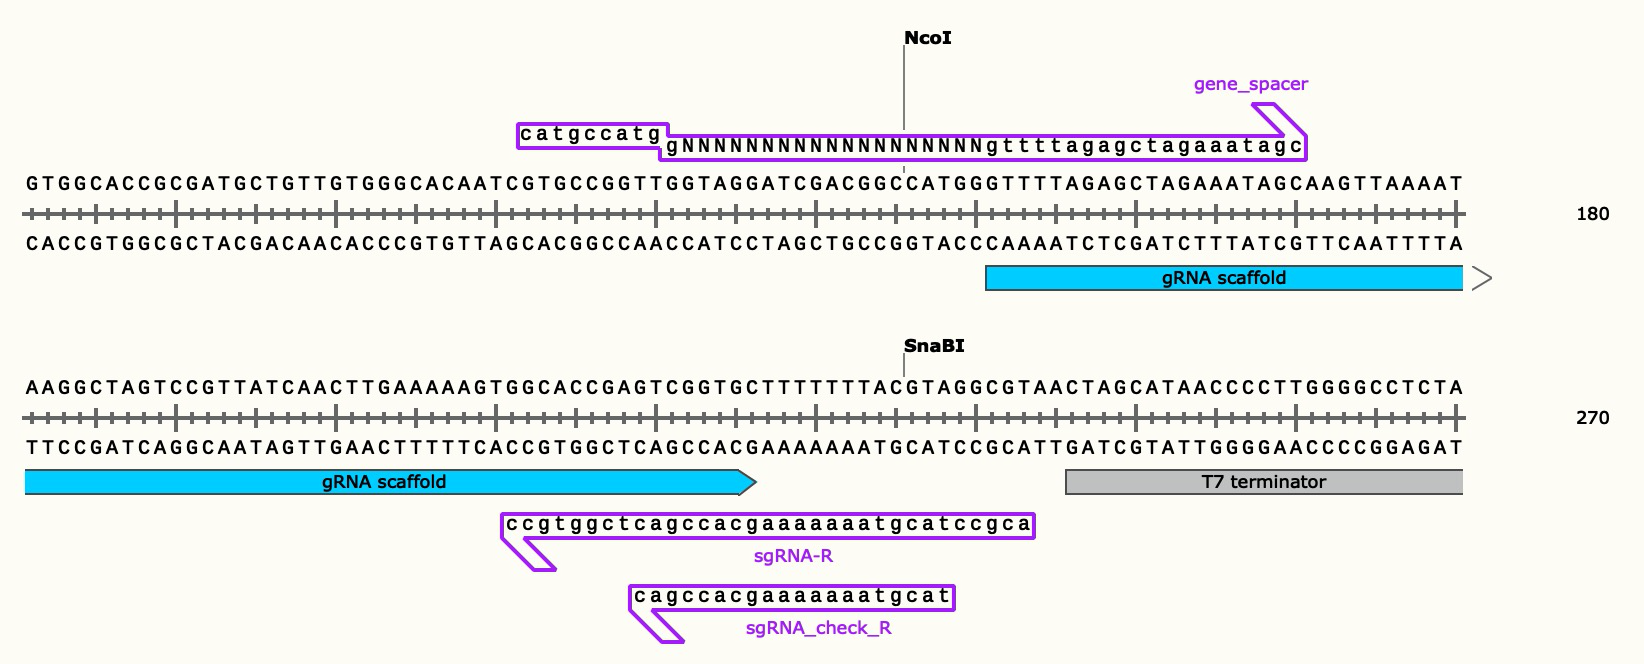 NcoI
gene_spacer
catgccatg
gNNNNNNNNNNNNNNNNNNNgttttagagctagaaatagc
GTGGCACCGCGATGCTGTTGTGGGCACAATCGTGCCGGTTGGTAGGATCGACGGCCATGGGTTTTAGAGCTAGAAATAGCAAGTTAAAAT
180
CACCGTGGCGCTACGACAACACCCGTGTTAGCACGGCCAACCATCCTAGCTGCCGGTACCCAAAATCTCGATCTTTATCGTTCAATTTTA
gRNA scaffold
SnaBI
AAGGCTAGTCCGTTATCAACTTGAAAAAGTGGCACCGAGTCGGTGCTTTTTTTACGTAGGCGTAACTAGCATAACCCCTTGGGGCCTCTA
270
TTCCGATCAGGCAATAGTTGAACTTTTTCACCGTGGCTCAGCCACGAAAAAAATGCATCCGCATTGATCGTATTGGGGAACCCCGGAGAT
gRNA scaffold T7 terminator
ccgtggctcagccacgaaaaaaatgcatccgca
sgRNA-R
cagccacgaaaaaaatgcat
sgRNA_check_R